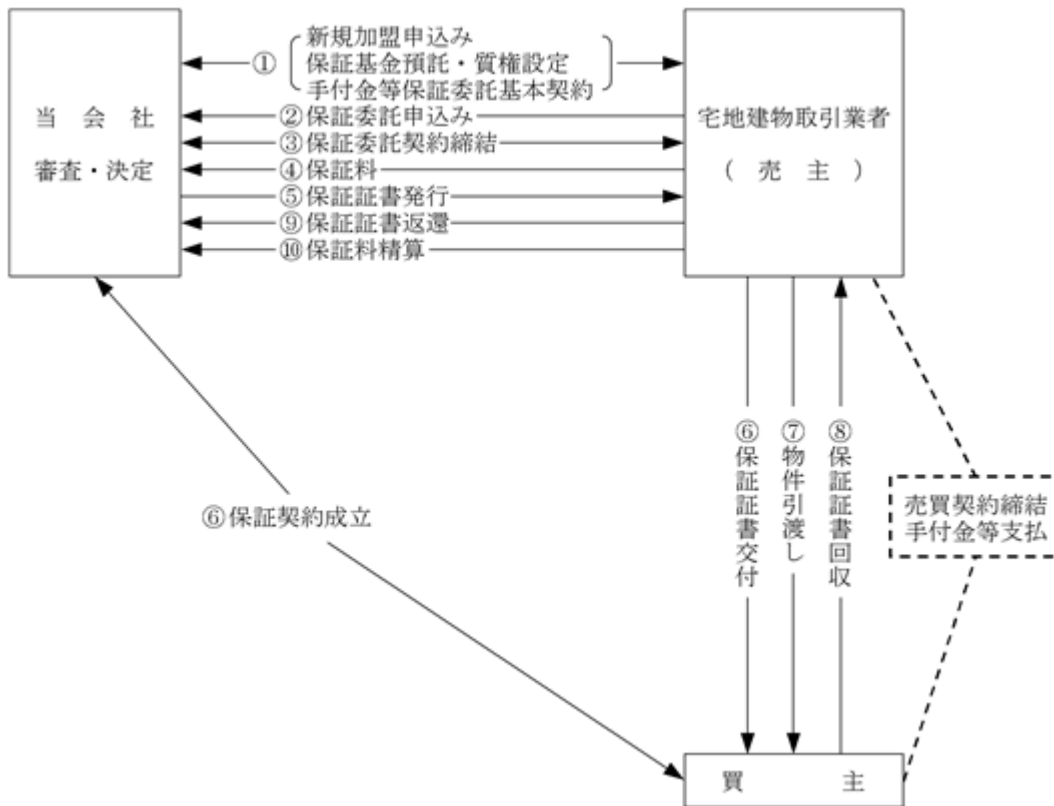 当会社
審査・決定
① 新規加盟申込み
保証基金預託・質権設定
手付金等保証委託基本契約
②保証委託申込み
③保証委託契約締結
④保証料
⑤保証証書発行
⑨保証証書返還
⑩保証料精算
宅地建物取引業者
(売主)
⑥保証契約成立
⑥保証証書交付
⑦物件引渡し
⑧保証証書回収
売買契約締結
手付金等支払
買主